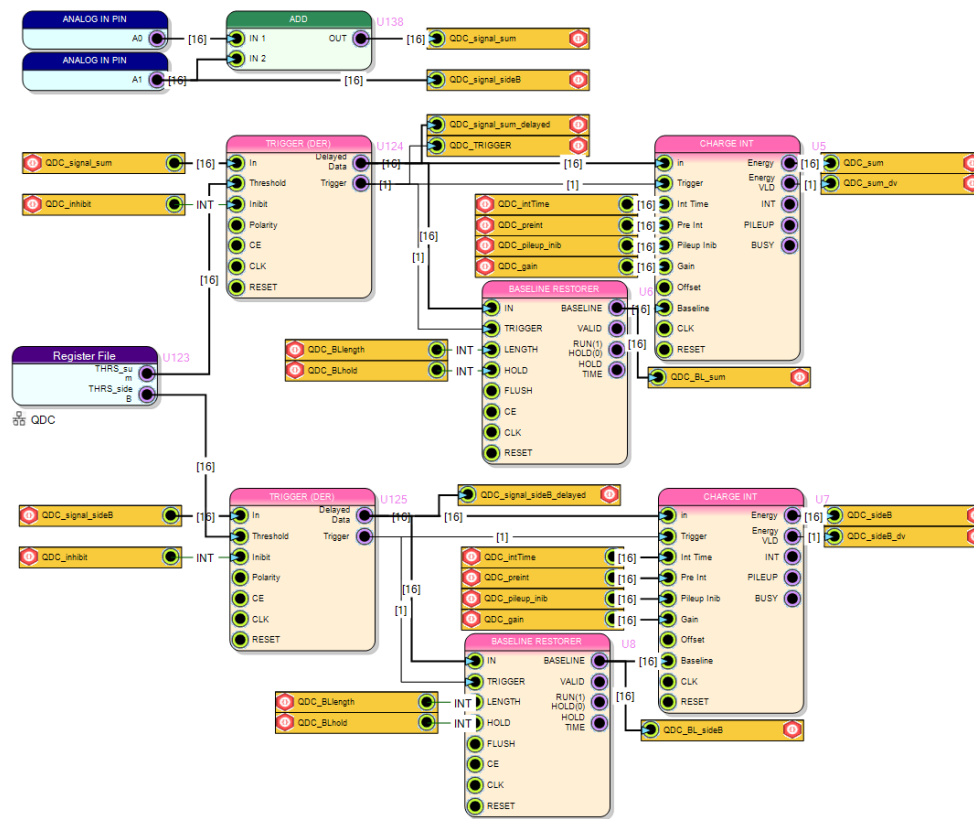 ANALOG IN PIN
A0
[16]
ANALOG IN PIN
A1
[16]
ADD
U138
IN 1
OUT
IN 2
[16]
QDC_signal_sum
[16]
QDC_signal_sideB
QDC_signal_sum_delayed
QDC_TRIGGER
QDC_signal_sum
[16]
QDC_inhibit
INT
TRIGGER (DER)
U124
In
Delayed
Data
Threshold
Trigger
Inibit
Polarity
CE
CLK
RESET
[16]
[1]
[16]
[1]
[16]
[1]
[16]
QDC_intTime
[16]
QDC_preint
[16]
QDC_pileup_inib
[16]
QDC_gain
[16]
CHARGE INT
U5
in
Energy
Trigger
Energy
VLD
Int Time
INT
Pre Int
PILEUP
Pileup Inib
BUSY
Gain
Offset
Baseline
CLK
RESET
[16]
QDC_sum
[1]
QDC_sum_dv
BASELINE RESTORER
U6
IN
BASELINE
TRIGGER
VALID
LENGTH
RUN(1)
HOLD(0)
HOLD
HOLD
TIME
FLUSH
CE
CLK
RESET
[16]
[16]
QDC_BLlength
INT
QDC_BLhold
INT
QDC_BL_sum
Register File
U123
THRS_su
m
THRS_side
B
QDC
[16]
QDC_signal_sideB
[16]
QDC_inhibit
INT
TRIGGER (DER)
U125
In
Delayed
Data
Threshold
Trigger
Inibit
Polarity
CE
CLK
RESET
QDC_signal_sideB_delayed
[16]
[16]
[1]
[16]
[1]
QDC_intTime
[16]
QDC_preint
[16]
QDC_pileup_inib
[16]
QDC_gain
[16]
CHARGE INT
U7
in
Energy
Trigger
Energy
VLD
Int Time
INT
Pre Int
PILEUP
Pileup Inib
BUSY
Gain
Offset
Baseline
CLK
RESET
[16]
QDC_sideB
[1]
QDC_sideB_dv
BASELINE RESTORER
U8
IN
BASELINE
TRIGGER
VALID
LENGTH
RUN(1)
HOLD(0)
HOLD
HOLD
TIME
FLUSH
CE
CLK
RESET
[16]
[16]
QDC_BLlength
INT
QDC_BLhold
INT
QDC_BL_sideB